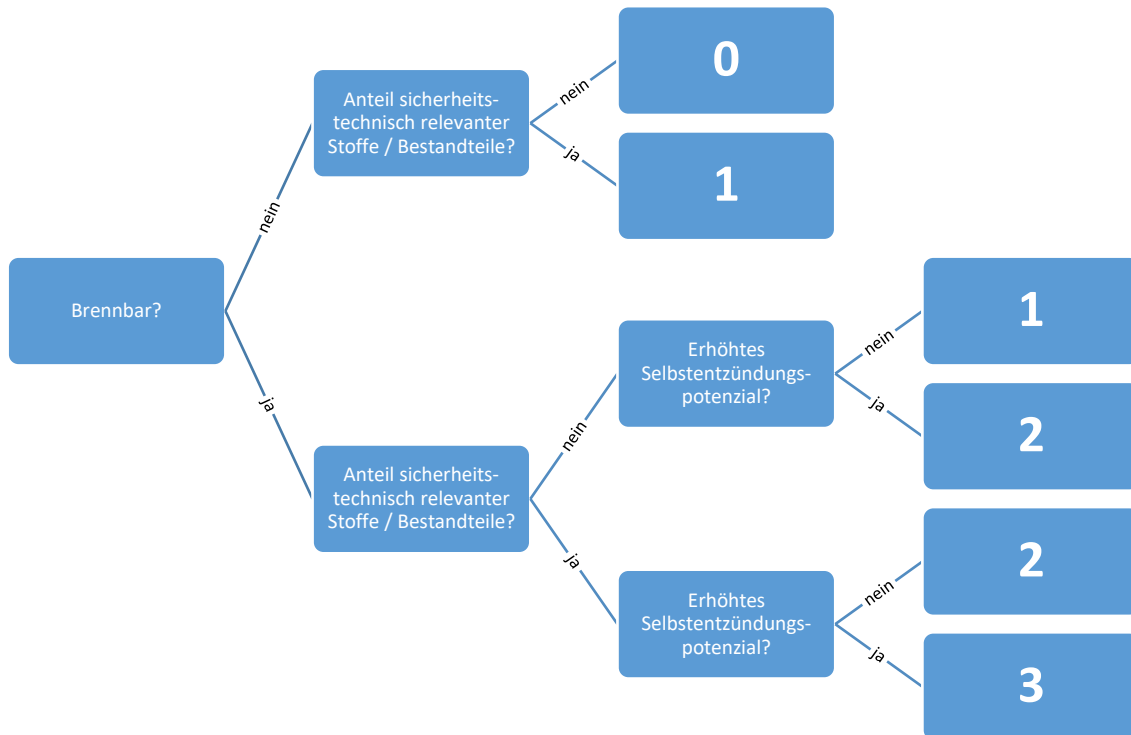 Brennbar?
nein
ja
Anteil sicherheits-
technisch relevanter
Stoffe / Bestandteile?
nein
ja
0
1
Anteil sicherheits-
technisch relevanter
Stoffe / Bestandteile?
nein
ja
Erhöhtes
Selbstentzündungs-
potenzial?
nein
ja
1
2
Erhöhtes
Selbstentzündungs-
potenzial?
nein
ja
2
3